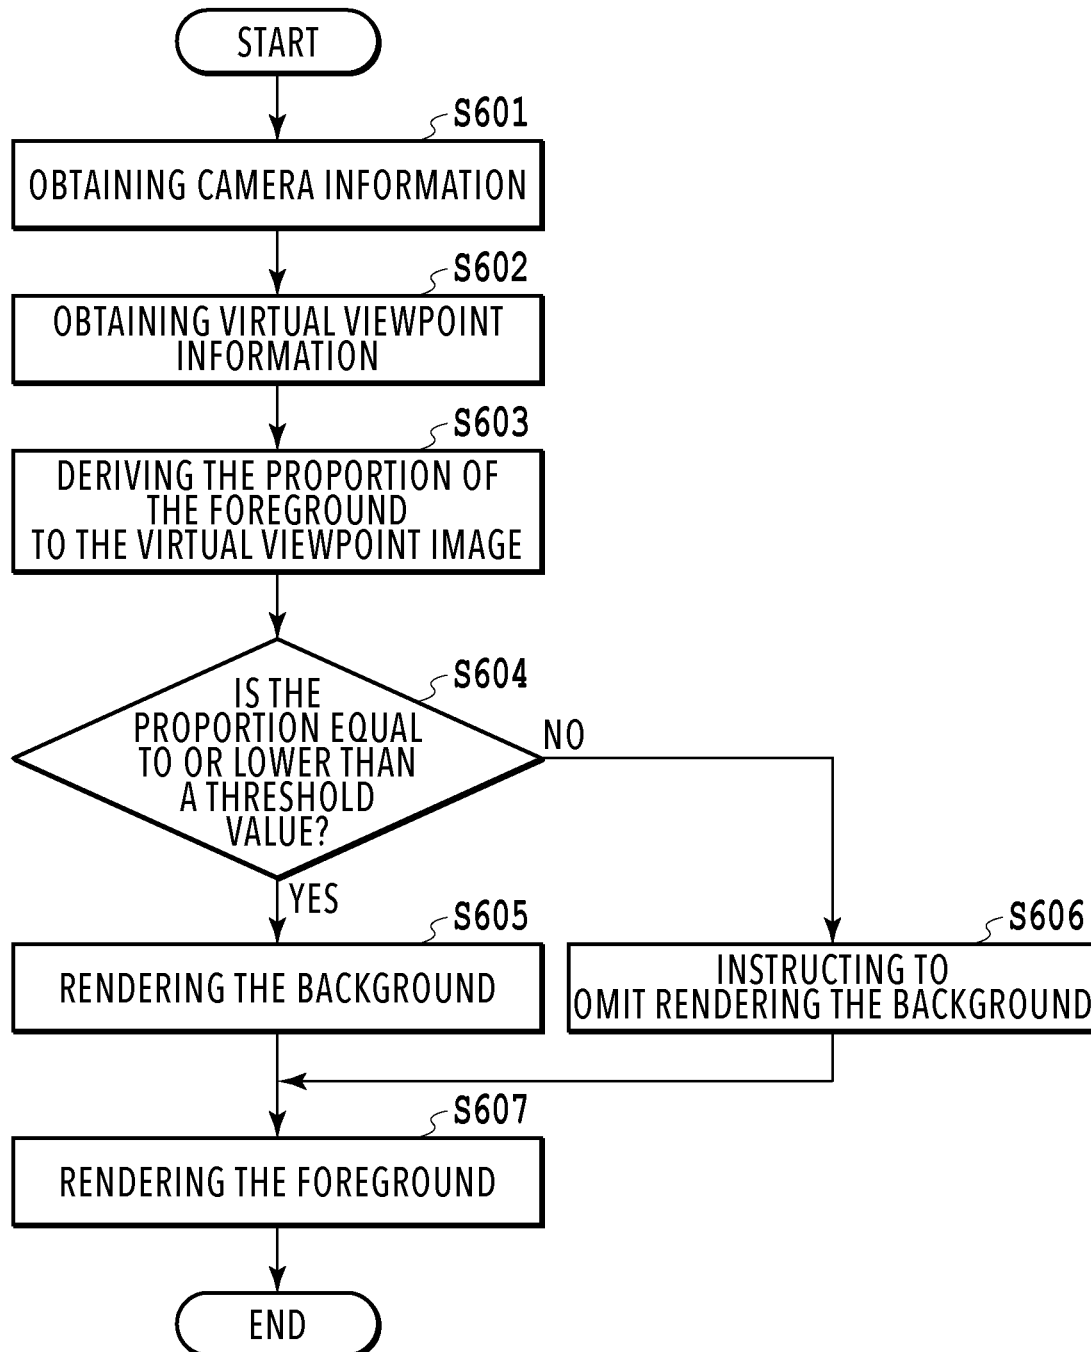 START
S601
OBTAINING CAMERA INFORMATION
S602
OBTAINING VIRTUAL VIEWPOINT
INFORMATION
S603
DERIVING THE PROPORTION OF
THE FOREGROUND
TO THE VIRTUAL VIEWPOINT IMAGE
S604
IS THE
PROPORTION EQUAL
TO OR LOWER THAN
A THRESHOLD
VALUE?
NO
YES
S605
RENDERING THE BACKGROUND
S606
INSTRUCTING TO
OMIT RENDERING THE BACKGROUND
S607
RENDERING THE FOREGROUND
END